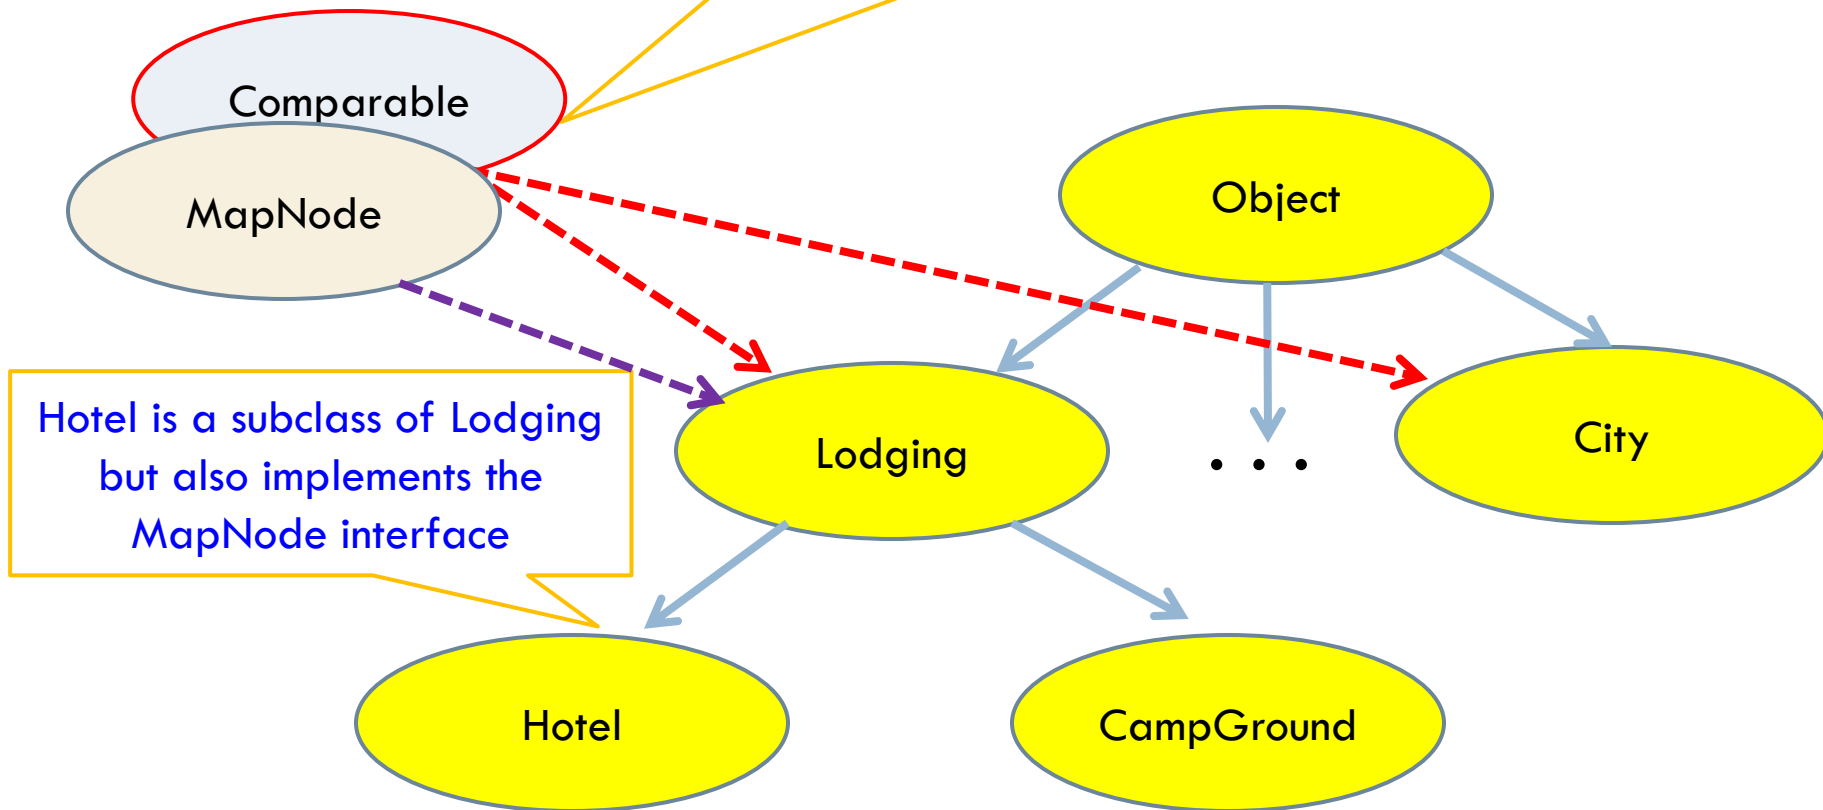 Comparable
MapNode
Object
Hotel is a subclass of Lodging
but also implements the
MapNode interface
Lodging
. . .
City
Hotel
CampGround